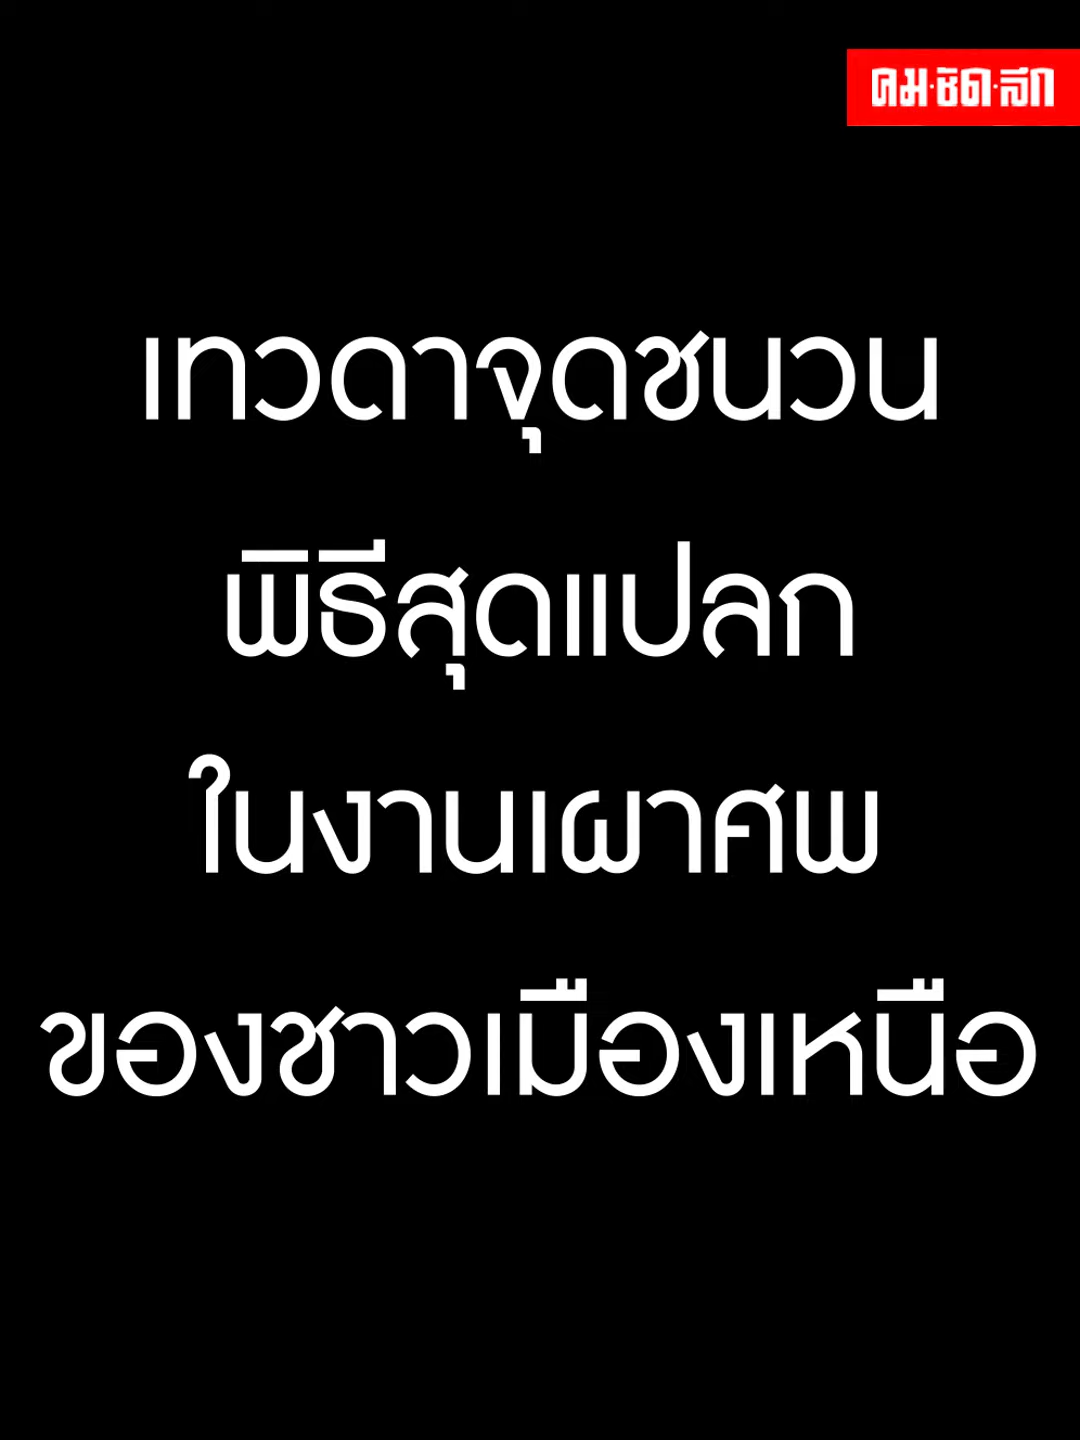 คม·ชัด·ลึก
เทวดาจุดชนวน
พิธีสุดแปลก
ในงานเผาศพ
ของชาวเมืองเหนือ